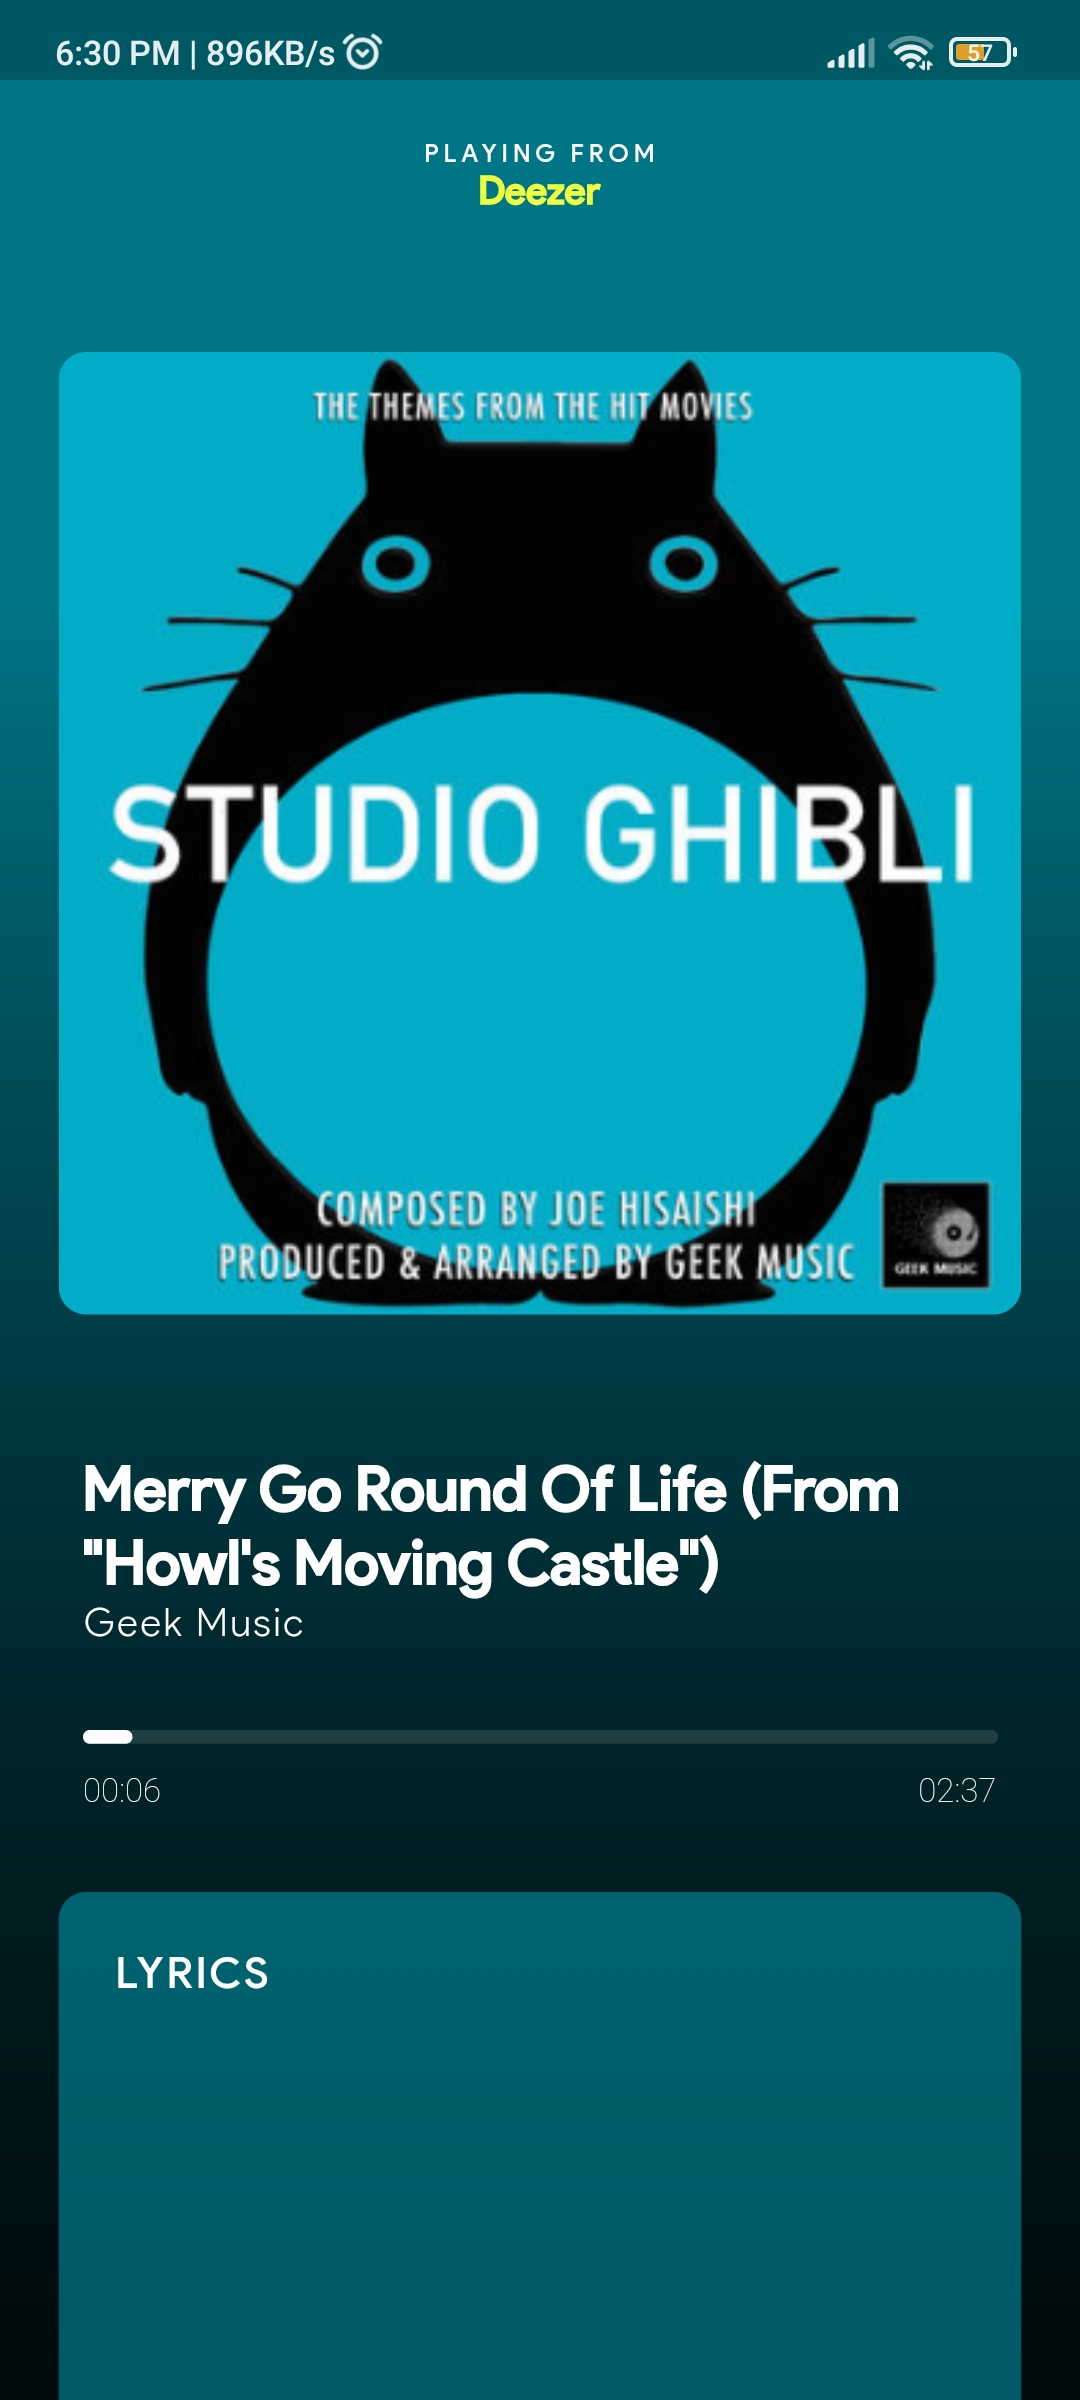 6:30 PM | 896KB/s
57
PLAYING FROM
Deezer
THE THEMES FROM THE HIT MOVIES
STUDIO GHIBLI
COMPOSED BY JOE HISAISHI
PRODUCED & ARRANGED BY GEEK MUSIC
GEEK MUSIC
Merry Go Round Of Life (From
"Howl's Moving Castle")
Geek Music
00:06
02:37
LYRICS